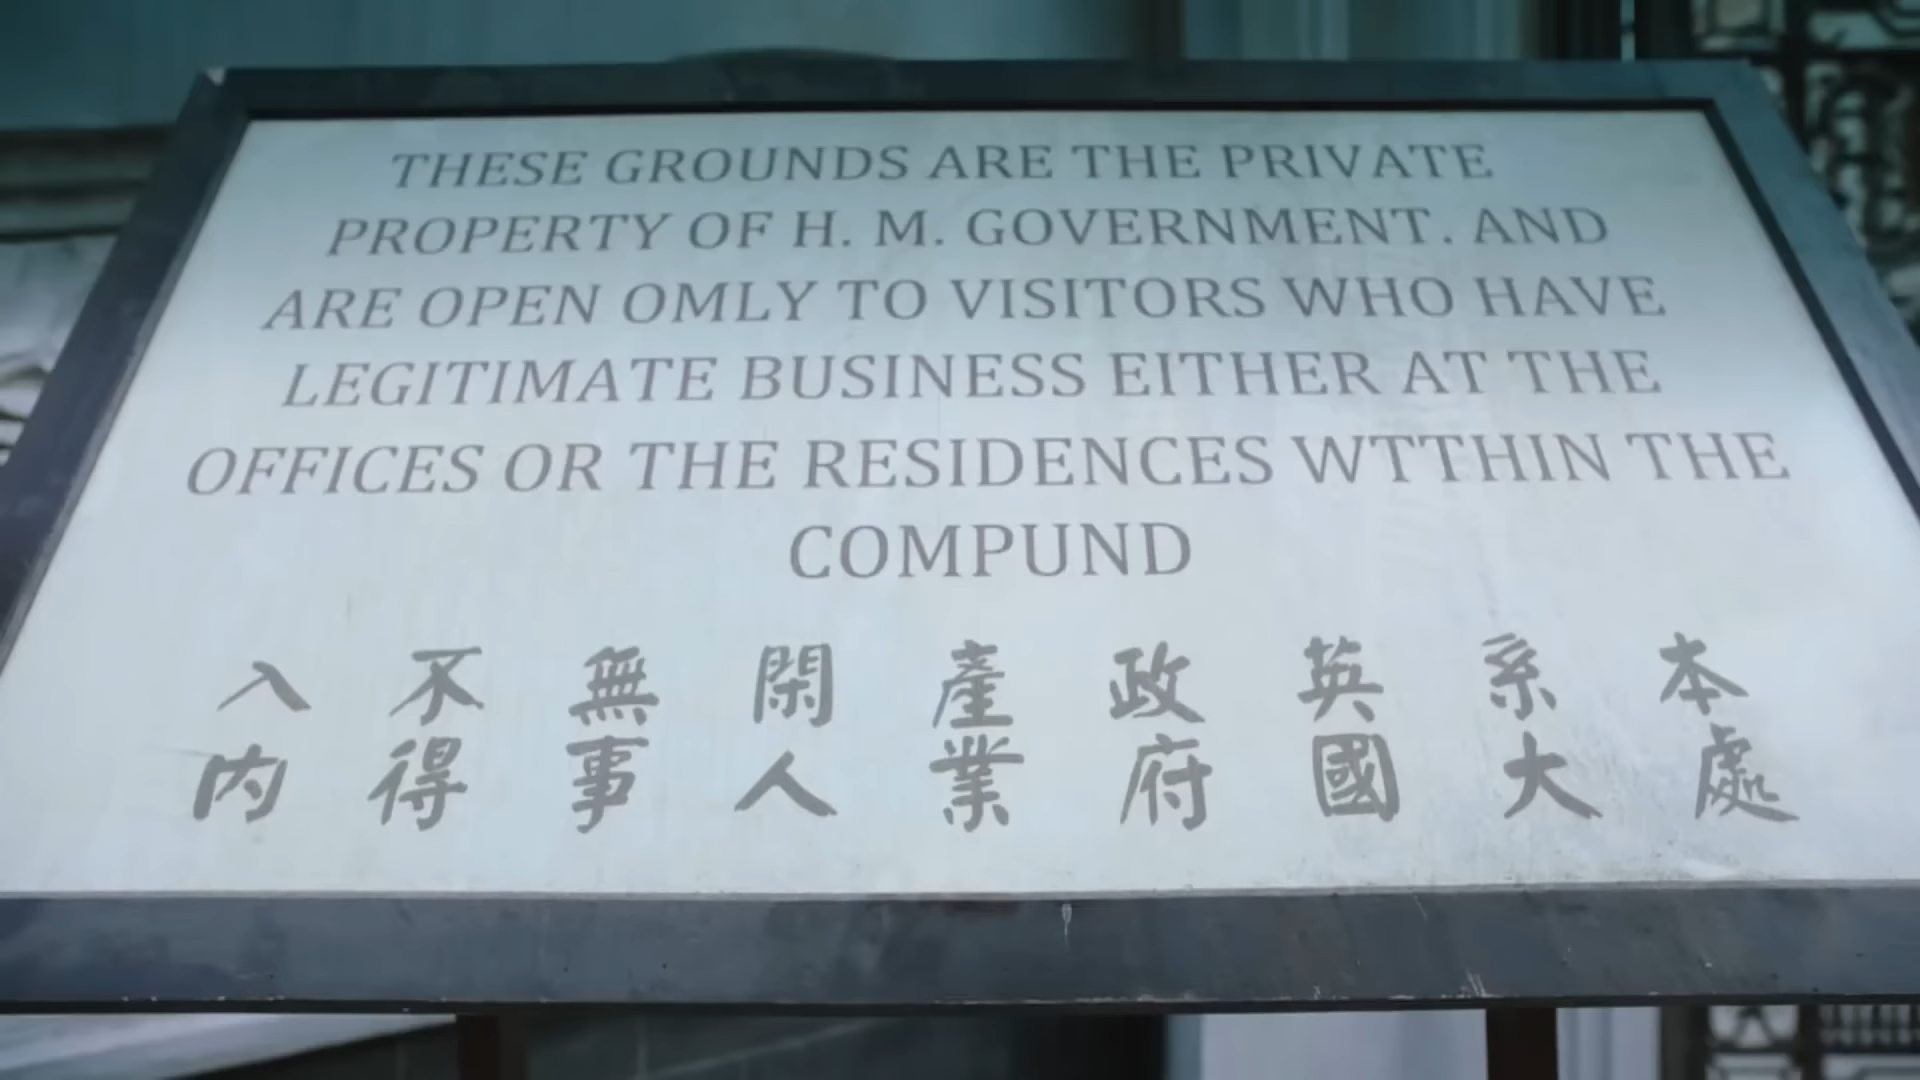 THESE GROUNDS ARE THE PRIVATE
PROPERTY OF H. M. GOVERNMENT. AND
ARE OPEN OMLY TO VISITORS WHO HAVE
LEGITIMATE BUSINESS EITHER AT THE
OFFICES OR THE RESIDENCES WTTHIN THE
COMPUND
本處
系大
英國
政府
產業
閑人
無事
不得
入内